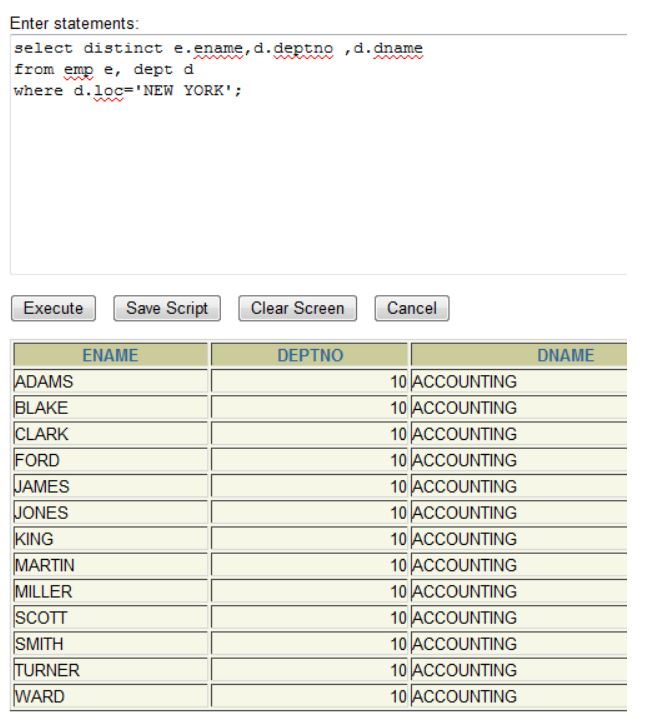 Enter statements:
select distinct e.ename,d.deptno ,d.dname
from emp e, dept d
where d.loc='NEW YORK';
Execute Save Script Clear Screen Cancel
ENAME DEPTNO DNAME
ADAMS 10 ACCOUNTING
BLAKE 10 ACCOUNTING
CLARK 10 ACCOUNTING
FORD 10 ACCOUNTING
JAMES 10 ACCOUNTING
JONES 10 ACCOUNTING
KING 10 ACCOUNTING
MARTIN 10 ACCOUNTING
MILLER 10 ACCOUNTING
SCOTT 10 ACCOUNTING
SMITH 10 ACCOUNTING
TURNER 10 ACCOUNTING
WARD 10 ACCOUNTING